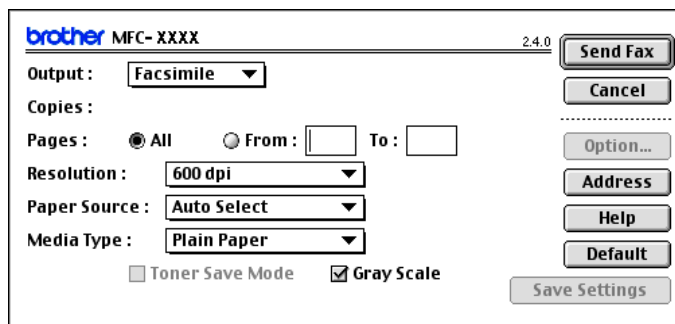 brother MFC-XXXX 2.4.0
Send Fax
Output : Facsimile
Cancel
Copies :
Pages : All From : To :
Option...
Resolution : 600 dpi
Address
Paper Source : Auto Select
Help
Media Type : Plain Paper
Default
Toner Save Mode Gray Scale
Save Settings